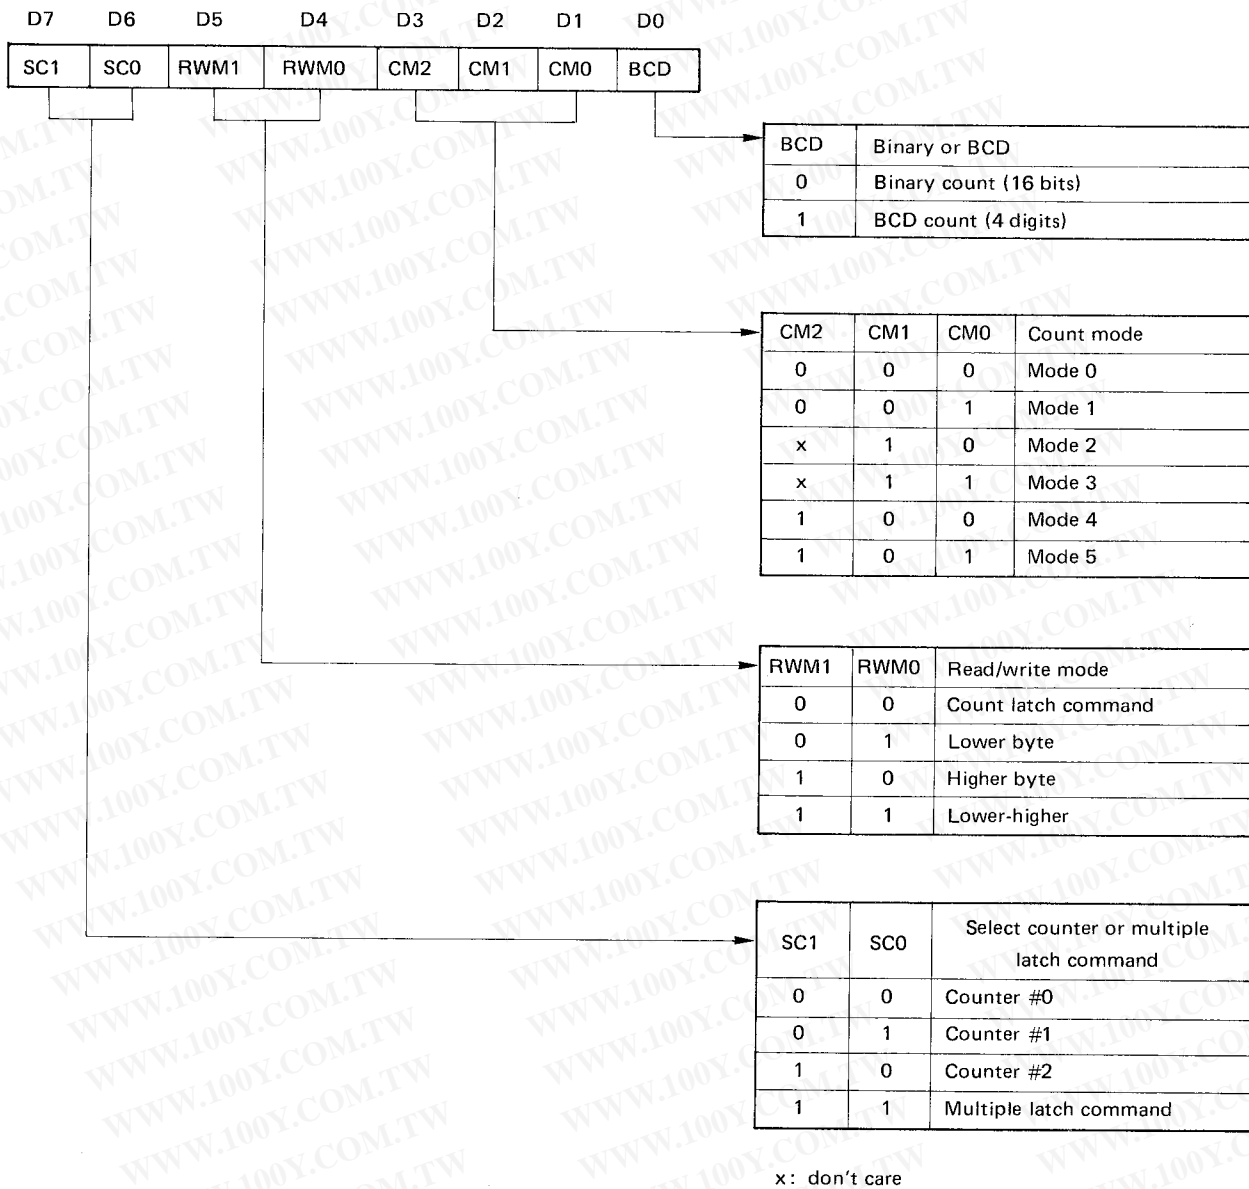 D7 D6 D5 D4 D3 D2 D1 D0
SC1 SC0 RWM1 RWM0 CM2 CM1 CM0 BCD
BCD Binary or BCD
0 Binary count (16 bits)
1 BCD count (4 digits)
CM2 CM1 CM0 Count mode
0 0 0 Mode 0
0 0 1 Mode 1
x 1 0 Mode 2
x 1 1 Mode 3
1 0 0 Mode 4
1 0 1 Mode 5
RWM1 RWM0 Read/write mode
0 0 Count latch command
0 1 Lower byte
1 0 Higher byte
1 1 Lower-higher
SC1 SC0 Select counter or multiple
latch command
0 0 Counter #0
0 1 Counter #1
1 0 Counter #2
1 1 Multiple latch command
x: don't care
WWW.100Y.COM.TW